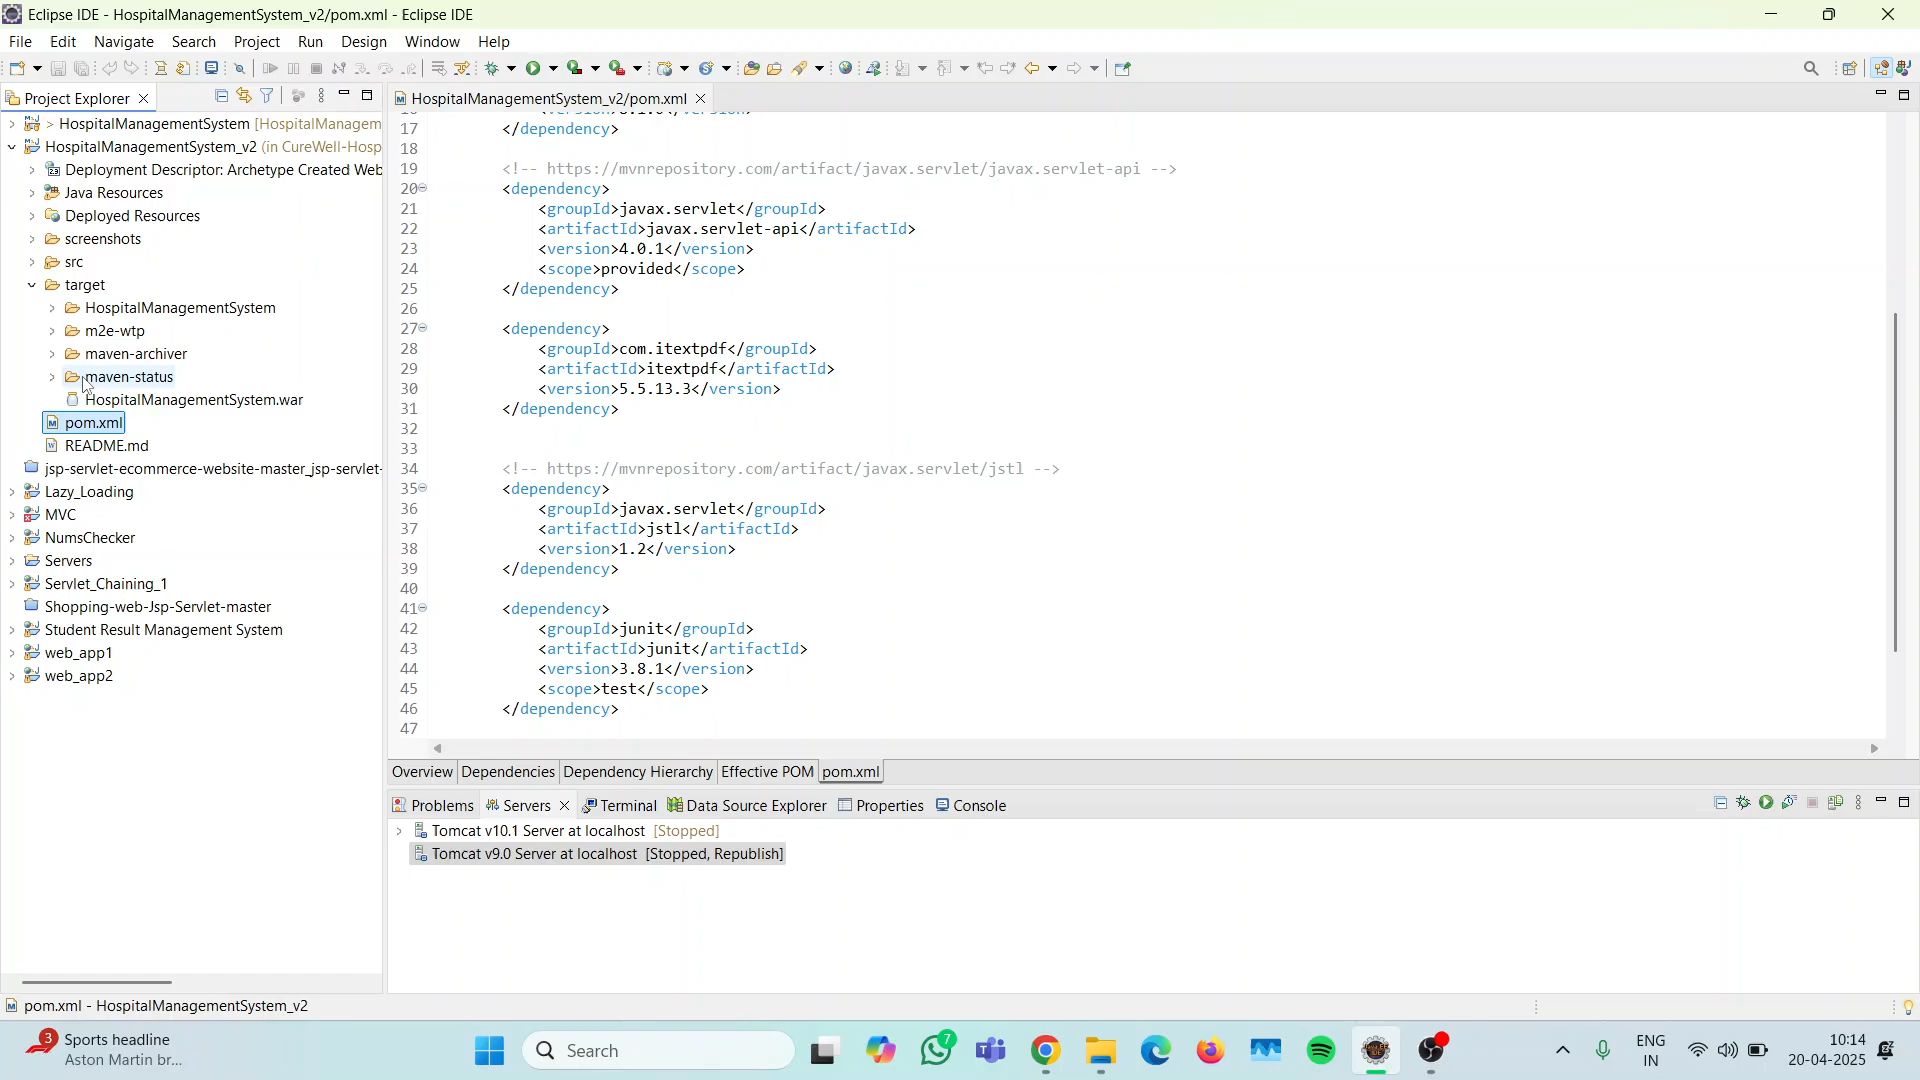 Eclipse IDE - HospitalManagementSystem_v2/pom.xml - Eclipse IDE
File Edit Navigate Search Project Run Design Window Help
Project Explorer
> HospitalManagementSystem [HospitalManagem
HospitalManagementSystem_v2 (in CureWell-Hosp
Deployment Descriptor: Archetype Created Web
Java Resources
Deployed Resources
screenshots
src
target
HospitalManagementSystem
m2e-wtp
maven-archiver
maven-status
HospitalManagementSystem.war
pom.xml
README.md
jsp-servlet-ecommerce-website-master_jsp-servlet-
Lazy_Loading
MVC
NumsChecker
Servers
Servlet_Chaining_1
Shopping-web-Jsp-Servlet-master
Student Result Management System
web_app1
web_app2
HospitalManagementSystem_v2/pom.xml
17 </dependency>
18
19 <!-- https://mvnrepository.com/artifact/javax.servlet/javax.servlet-api -->
20 <dependency>
21 <groupId>javax.servlet</groupId>
22 <artifactId>javax.servlet-api</artifactId>
23 <version>4.0.1</version>
24 <scope>provided</scope>
25 </dependency>
26
27 <dependency>
28 <groupId>com.itextpdf</groupId>
29 <artifactId>itextpdf</artifactId>
30 <version>5.5.13.3</version>
31 </dependency>
32
33
34 <!-- https://mvnrepository.com/artifact/javax.servlet/jstl -->
35 <dependency>
36 <groupId>javax.servlet</groupId>
37 <artifactId>jstl</artifactId>
38 <version>1.2</version>
39 </dependency>
40
41 <dependency>
42 <groupId>junit</groupId>
43 <artifactId>junit</artifactId>
44 <version>3.8.1</version>
45 <scope>test</scope>
46 </dependency>
47
Overview Dependencies Dependency Hierarchy Effective POM pom.xml
Problems Servers Terminal Data Source Explorer Properties Console
Tomcat v10.1 Server at localhost [Stopped]
Tomcat v9.0 Server at localhost [Stopped, Republish]
pom.xml - HospitalManagementSystem_v2
3
Sports headline
Aston Martin br...
Search
7
ENG
IN
10:14
20-04-2025